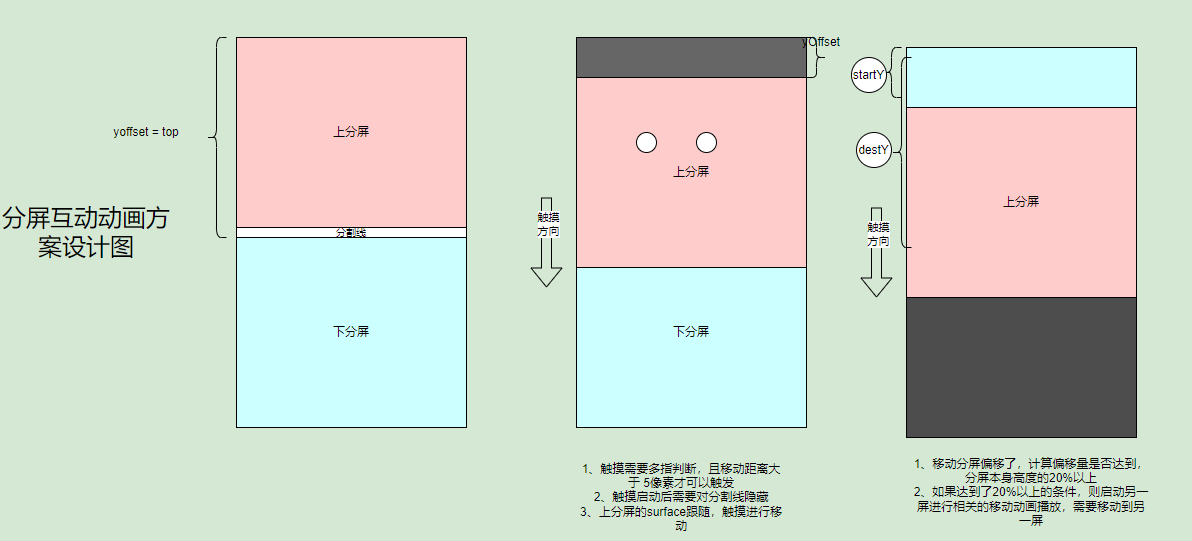 分屏互动动画方
案设计图
yoffset = top
上分屏
分割线
下分屏
yOffset
上分屏
触摸
方向
下分屏
1、触摸需要多指判断，且移动距离大
于 5像素才可以触发
2、触摸启动后需要对分割线隐蔽
3、上分屏的surface跟随，触摸进行移
动
startY
destY
上分屏
触摸
方向
1、移动分屏偏移了，计算偏移量是否达到，
分屏本身高度的20%以上
2、如果达到了20%以上的条件，则启动另一
屏进行相关的移动动画播放，需要移动到另
一屏